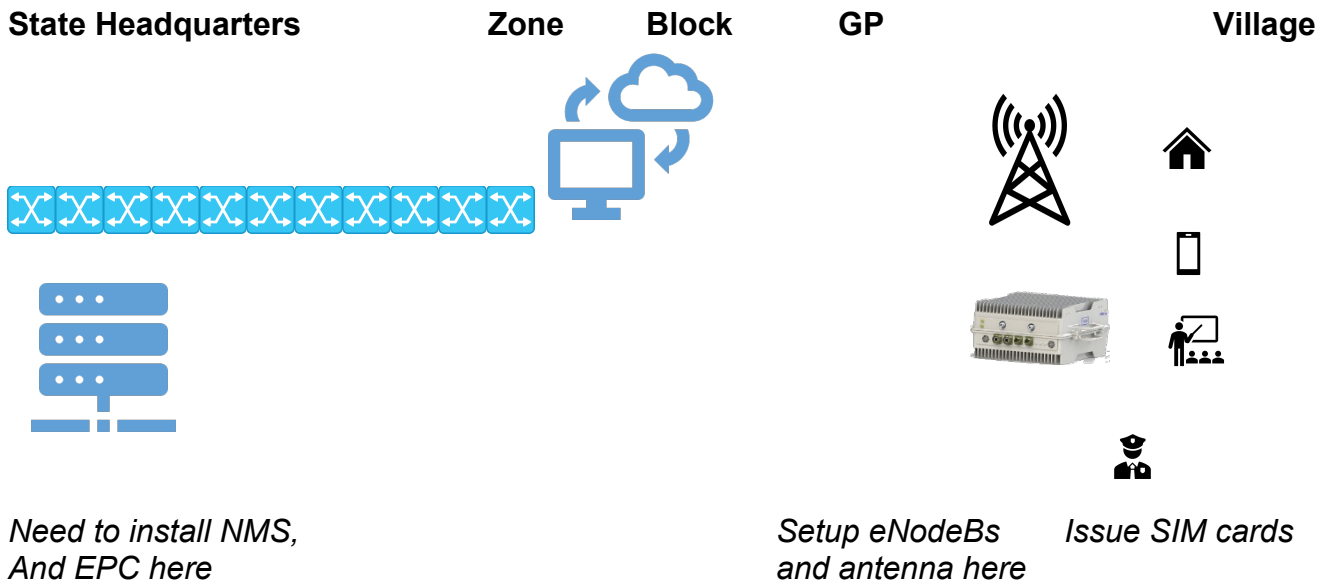 State Headquarters Zone Block GP Village
Need to install NMS,
And EPC here
Setup eNodeBs
and antenna here
Issue SIM cards